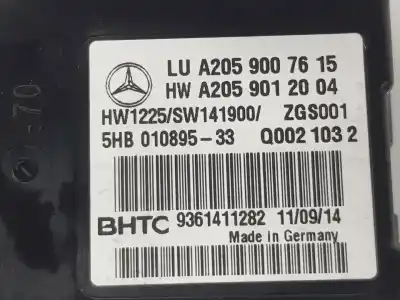 LU A205 900 76 15
HW A205 901 20 04
HW1225/SW141900/ ZGS001
5HB 010895-33 Q002 103 2
BHTC 9361411282 11/09/14
Made in Germany
-70